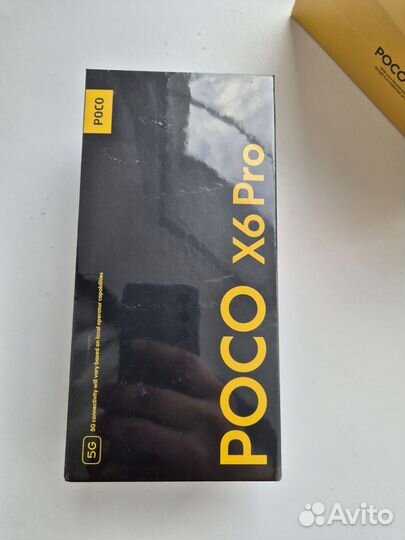 POCO
POCO X6 Pro
5G
5G connectivity will vary based on local operator capabilities
POCO
Avito